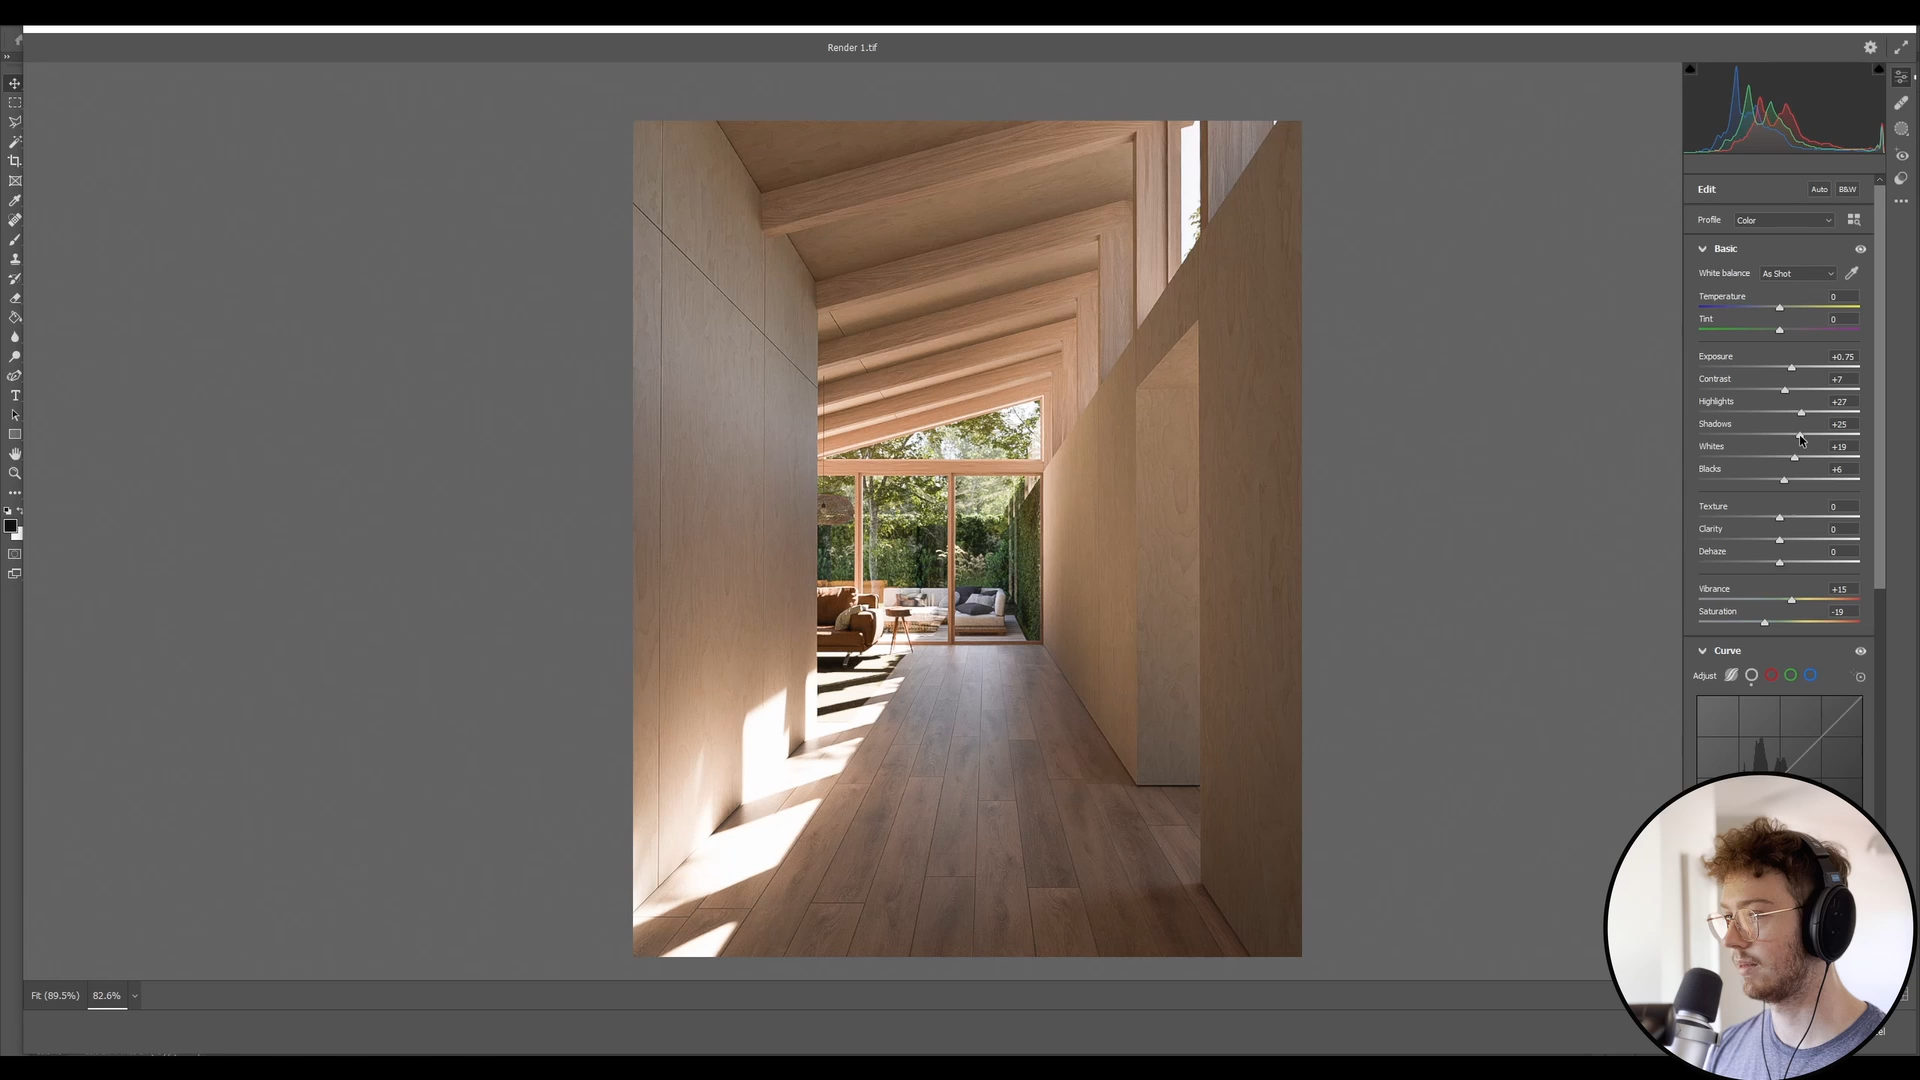 Render 1.tif
Edit
Auto
B&W
Profile
Color
Basic
White balance
As Shot
Temperature
0
Tint
0
Exposure
+0.75
Contrast
+7
Highlights
+27
Shadows
+25
Whites
+19
Blacks
+6
Texture
0
Clarity
0
Dehaze
0
Vibrance
+15
Saturation
-19
Curve
Adjust
Fit (89.5%)
82.6%